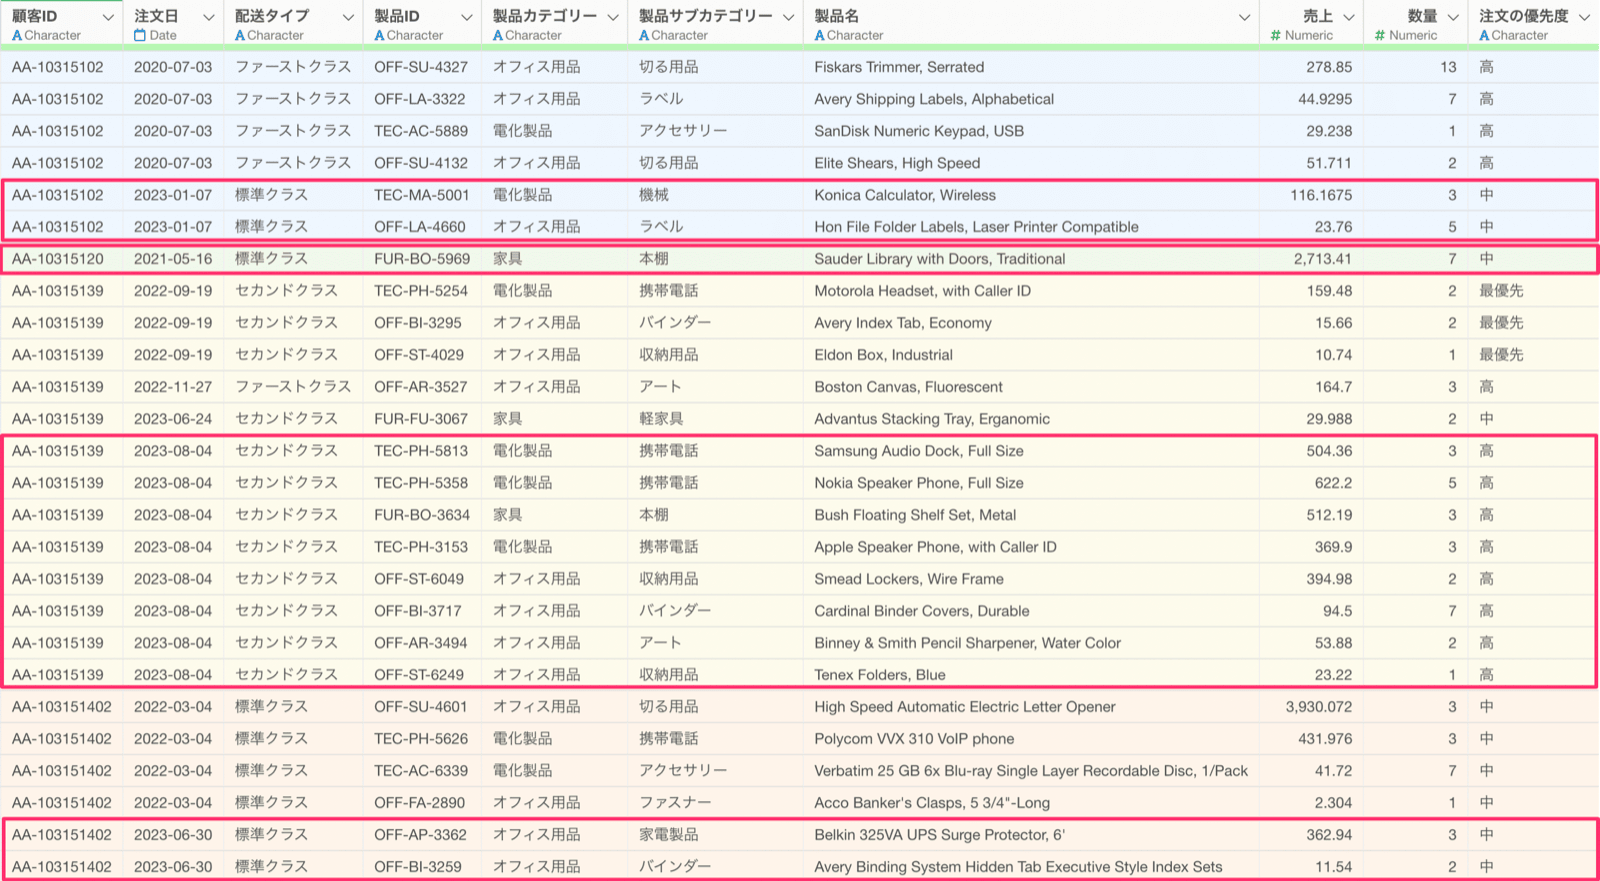 顧客ID 注文日 配送タイプ 製品ID 製品カテゴリー 製品サブカテゴリー 製品名 売上 数量 注文の優先度
A Character Date A Character A Character A Character A Character A Character # Numeric # Numeric A Character
AA-10315102 2020-07-03 ファーストクラス OFF-SU-4327 オフィス用品 切る用品 Fiskars Trimmer, Serrated 278.85 13 高
AA-10315102 2020-07-03 ファーストクラス OFF-LA-3322 オフィス用品 ラベル Avery Shipping Labels, Alphabetical 44.9295 7 高
AA-10315102 2020-07-03 ファーストクラス TEC-AC-5889 電化製品 アクセサリー SanDisk Numeric Keypad, USB 29.238 1 高
AA-10315102 2020-07-03 ファーストクラス OFF-SU-4132 オフィス用品 切る用品 Elite Shears, High Speed 51.711 2 高
AA-10315102 2023-01-07 標準クラス TEC-MA-5001 電化製品 機械 Konica Calculator, Wireless 116.1675 3 中
AA-10315102 2023-01-07 標準クラス OFF-LA-4660 オフィス用品 ラベル Hon File Folder Labels, Laser Printer Compatible 23.76 5 中
AA-10315120 2021-05-16 標準クラス FUR-BO-5969 家具 本棚 Sauder Library with Doors, Traditional 2,713.41 7 中
AA-10315139 2022-09-19 セカンドクラス TEC-PH-5254 電化製品 携帯電話 Motorola Headset, with Caller ID 159.48 2 最優先
AA-10315139 2022-09-19 セカンドクラス OFF-BI-3295 オフィス用品 バインダー Avery Index Tab, Economy 15.66 2 最優先
AA-10315139 2022-09-19 セカンドクラス OFF-ST-4029 オフィス用品 収納用品 Eldon Box, Industrial 10.74 1 最優先
AA-10315139 2022-11-27 ファーストクラス OFF-AR-3527 オフィス用品 アート Boston Canvas, Fluorescent 164.7 3 高
AA-10315139 2023-06-24 セカンドクラス FUR-FU-3067 家具 軽家具 Advantus Stacking Tray, Erganomic 29.988 2 中
AA-10315139 2023-08-04 セカンドクラス TEC-PH-5813 電化製品 携帯電話 Samsung Audio Dock, Full Size 504.36 3 高
AA-10315139 2023-08-04 セカンドクラス TEC-PH-5358 電化製品 携帯電話 Nokia Speaker Phone, Full Size 622.2 5 高
AA-10315139 2023-08-04 セカンドクラス FUR-BO-3634 家具 本棚 Bush Floating Shelf Set, Metal 512.19 3 高
AA-10315139 2023-08-04 セカンドクラス TEC-PH-3153 電化製品 携帯電話 Apple Speaker Phone, with Caller ID 369.9 3 高
AA-10315139 2023-08-04 セカンドクラス OFF-ST-6049 オフィス用品 収納用品 Smead Lockers, Wire Frame 394.98 2 高
AA-10315139 2023-08-04 セカンドクラス OFF-BI-3717 オフィス用品 バインダー Cardinal Binder Covers, Durable 94.5 7 高
AA-10315139 2023-08-04 セカンドクラス OFF-AR-3494 オフィス用品 アート Binney & Smith Pencil Sharpener, Water Color 53.88 2 高
AA-10315139 2023-08-04 セカンドクラス OFF-ST-6249 オフィス用品 収納用品 Tenex Folders, Blue 23.22 1 高
AA-103151402 2022-03-04 標準クラス OFF-SU-4601 オフィス用品 切る用品 High Speed Automatic Electric Letter Opener 3,930.072 3 中
AA-103151402 2022-03-04 標準クラス TEC-PH-5626 電化製品 携帯電話 Polycom VVX 310 VoIP phone 431.976 3 中
AA-103151402 2022-03-04 標準クラス TEC-AC-6339 電化製品 アクセサリー Verbatim 25 GB 6x Blu-ray Single Layer Recordable Disc, 1/Pack 41.72 7 中
AA-103151402 2022-03-04 標準クラス OFF-FA-2890 オフィス用品 ファスナー Acco Banker's Clasps, 5 3/4"-Long 2.304 1 中
AA-103151402 2023-06-30 標準クラス OFF-AP-3362 オフィス用品 家電製品 Belkin 325VA UPS Surge Protector, 6' 362.94 3 中
AA-103151402 2023-06-30 標準クラス OFF-BI-3259 オフィス用品 バインダー Avery Binding System Hidden Tab Executive Style Index Sets 11.54 2 中